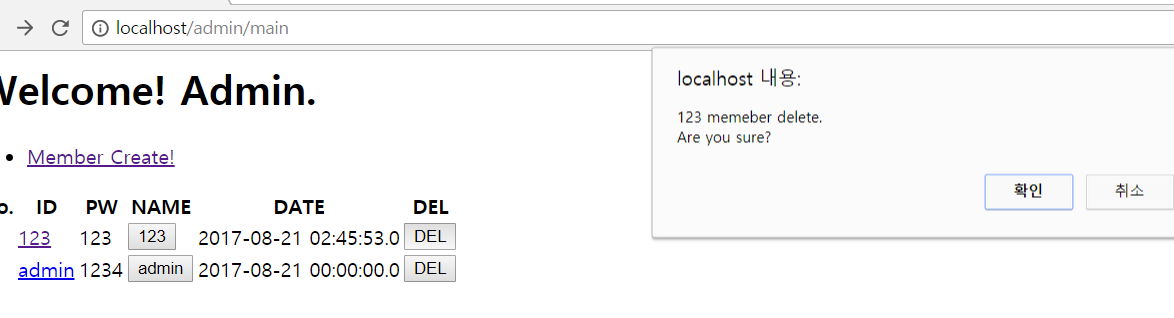 localhost/admin/main
Welcome! Admin.
Member Create!
o. ID PW NAME DATE DEL
123 123 123 2017-08-21 02:45:53.0 DEL
admin 1234 admin 2017-08-21 00:00:00.0 DEL
localhost 내용:
123 memeber delete.
Are you sure?
확인 취소